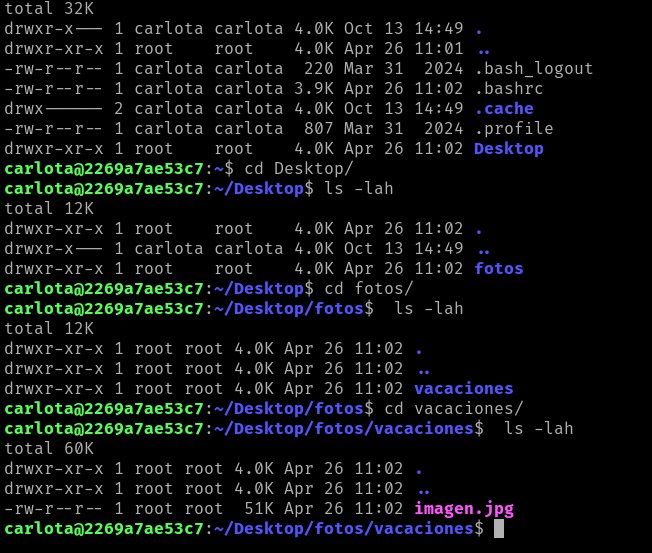 total 32K
drwxr-x--- 1 carlota carlota 4.0K Oct 13 14:49 .
drwxr-xr-x 1 root    root    4.0K Apr 26 11:01 ..
-rw-r--r-- 1 carlota carlota  220 Mar 31  2024 .bash_logout
-rw-r--r-- 1 carlota carlota 3.9K Apr 26 11:02 .bashrc
drwx------ 2 carlota carlota 4.0K Oct 13 14:49 .cache
-rw-r--r-- 1 carlota carlota  807 Mar 31  2024 .profile
drwxr-xr-x 1 root    root    4.0K Apr 26 11:02 Desktop
carlota@2269a7ae53c7:~$ cd Desktop/
carlota@2269a7ae53c7:~/Desktop$ ls -lah
total 12K
drwxr-xr-x 1 root    root    4.0K Apr 26 11:02 .
drwxr-x--- 1 carlota carlota 4.0K Oct 13 14:49 ..
drwxr-xr-x 1 root    root    4.0K Apr 26 11:02 fotos
carlota@2269a7ae53c7:~/Desktop$ cd fotos/
carlota@2269a7ae53c7:~/Desktop/fotos$  ls -lah
total 12K
drwxr-xr-x 1 root root 4.0K Apr 26 11:02 .
drwxr-xr-x 1 root root 4.0K Apr 26 11:02 ..
drwxr-xr-x 1 root root 4.0K Apr 26 11:02 vacaciones
carlota@2269a7ae53c7:~/Desktop/fotos$ cd vacaciones/
carlota@2269a7ae53c7:~/Desktop/fotos/vacaciones$  ls -lah
total 60K
drwxr-xr-x 1 root root 4.0K Apr 26 11:02 .
drwxr-xr-x 1 root root 4.0K Apr 26 11:02 ..
-rw-r--r-- 1 root root  51K Apr 26 11:02 imagen.jpg
carlota@2269a7ae53c7:~/Desktop/fotos/vacaciones$